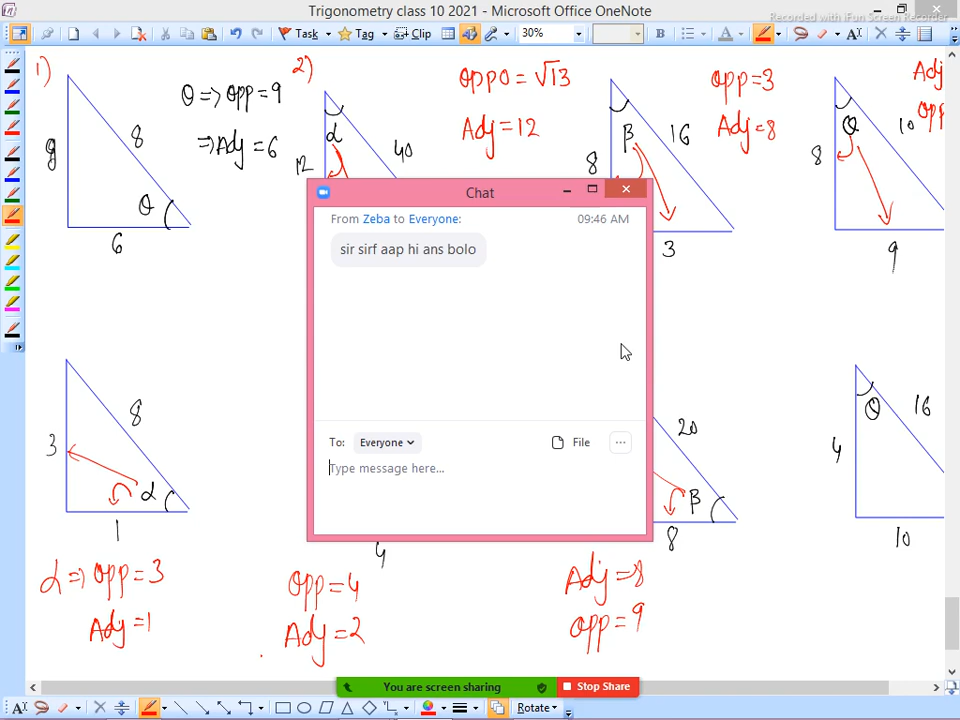 Trigonometry class 10 2021 - Microsoft Office OneNote
Recorded with iFun Screen Recorder
Task
Tag
Clip
30%
B
A
1)
θ => opp = 9
=> Adj = 6
9
8
θ
6
2)
α
12
40
Oppo = √13
Adj = 12
β
16
8
3
Opp = 3
Adj = 8
θ
10
8
9
Adj
Opp
Chat
From Zeba to Everyone:
09:46 AM
sir sirf aap hi ans bolo
To:
Everyone
File
Type message here...
3
8
α
1
α => Opp = 3
Adj = 1
4
Opp = 4
Adj = 2
20
β
8
Adj = 8
Opp = 9
θ
16
4
10
You are screen sharing
Stop Share
A
Rotate